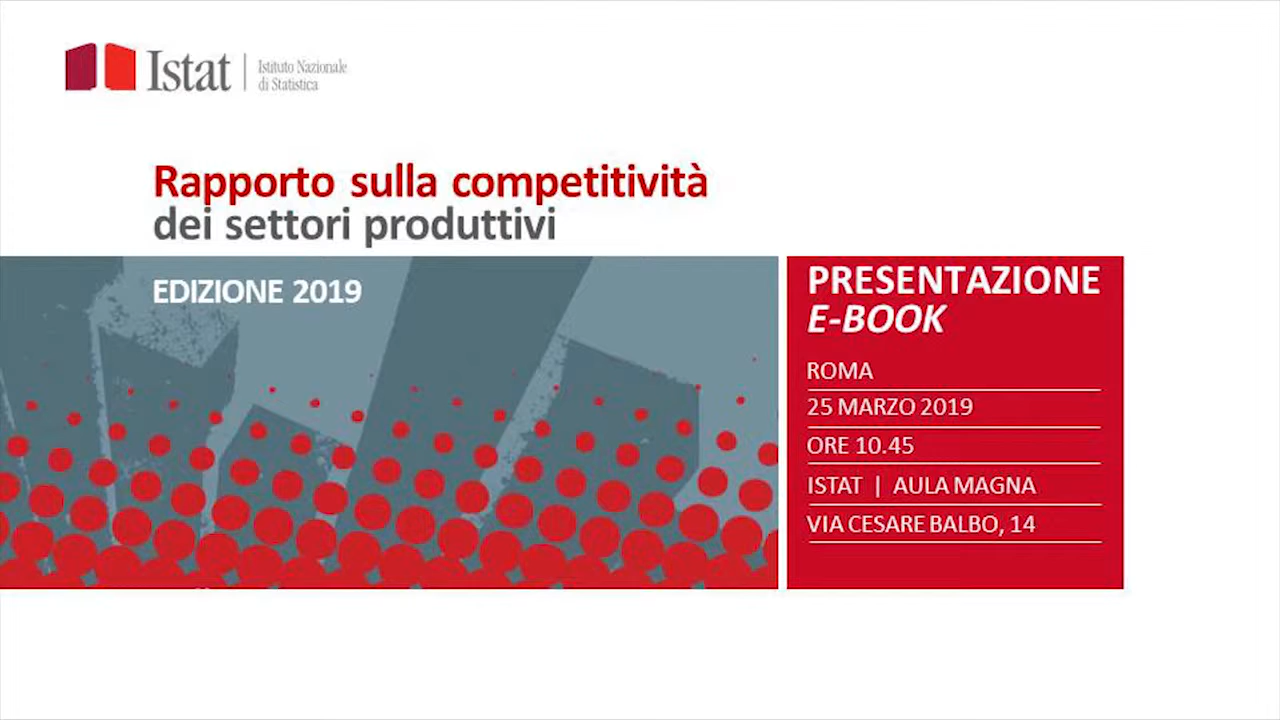 Istat
Istituto Nazionale
di Statistica
Rapporto sulla competitività
dei settori produttivi
EDIZIONE 2019
PRESENTAZIONE
E-BOOK
ROMA
25 MARZO 2019
ORE 10.45
ISTAT | AULA MAGNA
VIA CESARE BALBO, 14